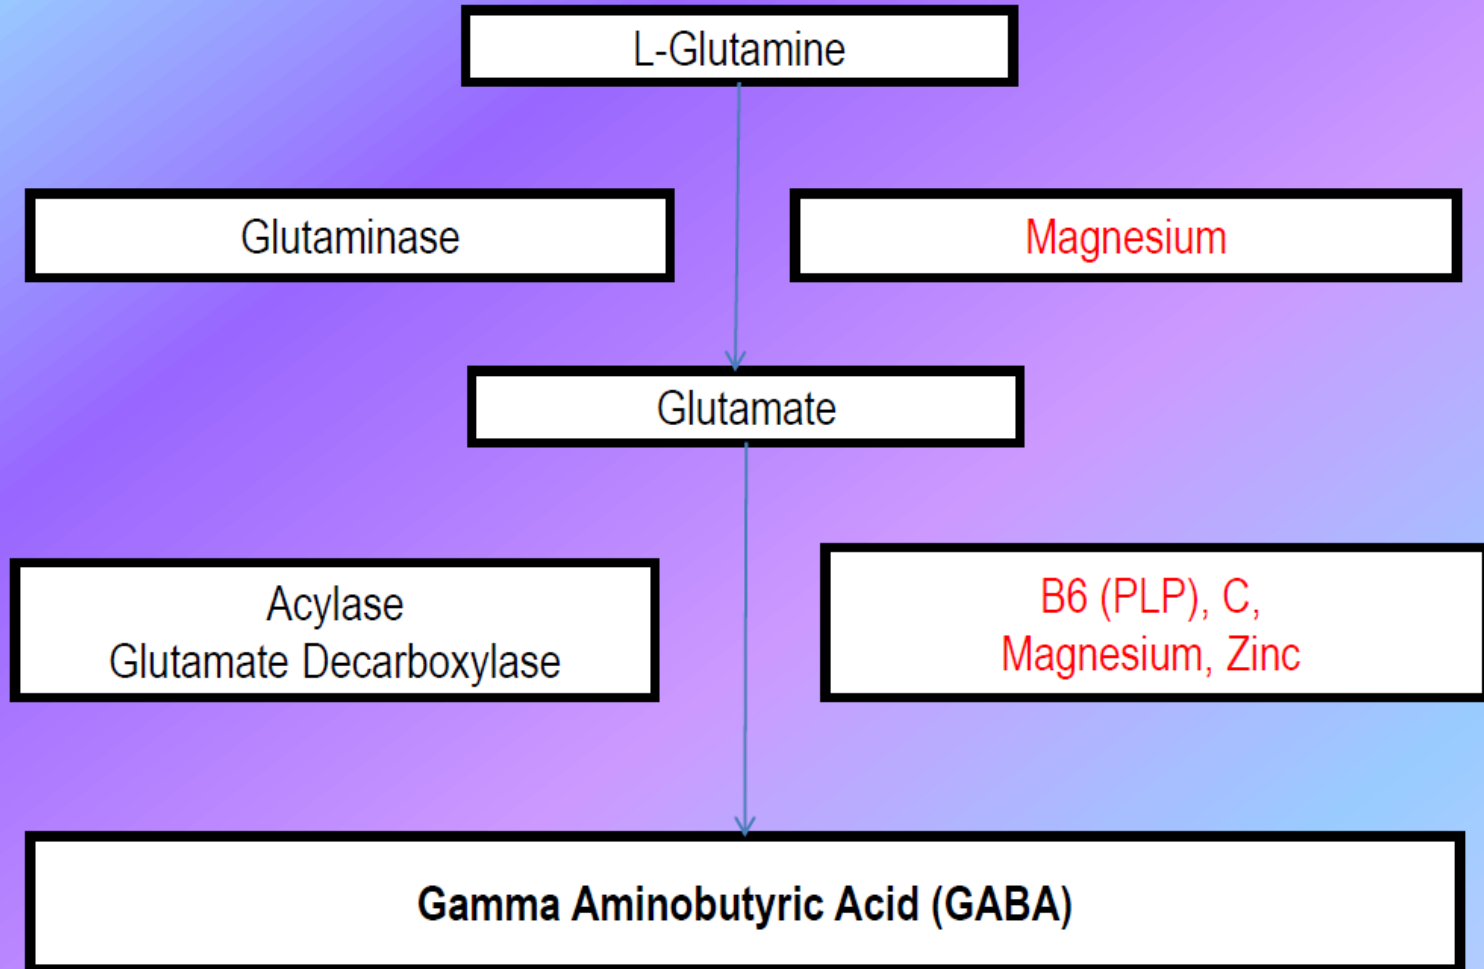 L-Glutamine
Glutaminase
Magnesium
Glutamate
Acylase
Glutamate Decarboxylase
B6 (PLP), C,
Magnesium, Zinc
Gamma Aminobutyric Acid (GABA)